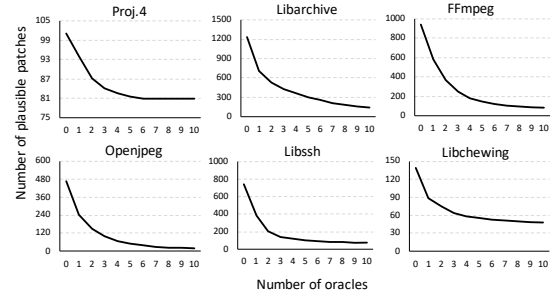 Number of plausible patches
Proj.4
105
99
93
87
81
75
0 1 2 3 4 5 6 7 8 9 10
Libarchive
1500
1200
900
600
300
0
0 1 2 3 4 5 6 7 8 9 10
FFmpeg
1000
800
600
400
200
0
0 1 2 3 4 5 6 7 8 9 10
Openjpeg
600
480
360
240
120
0
0 1 2 3 4 5 6 7 8 9 10
Libssh
1000
800
600
400
200
0
0 1 2 3 4 5 6 7 8 9 10
Libchewing
150
120
90
60
30
0
0 1 2 3 4 5 6 7 8 9 10
Number of oracles